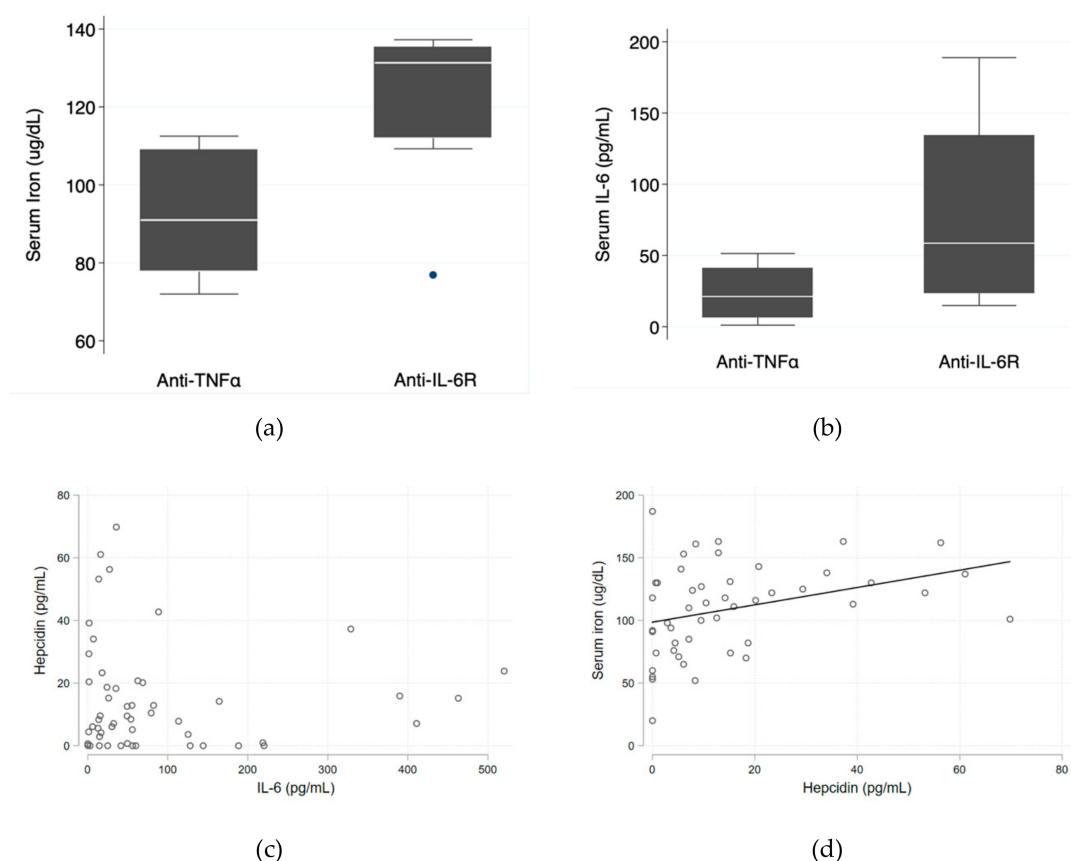 Serum Iron (ug/dL)
140
120
100
80
60
Anti-TNFα
Anti-IL-6R
(a)
Serum IL-6 (pg/mL)
200
150
100
50
0
Anti-TNFα
Anti-IL-6R
(b)
Hepcidin (pg/mL)
80
60
40
20
0
0
100
200
300
400
500
IL-6 (pg/mL)
(c)
Serum iron (ug/dL)
200
150
100
50
0
0
20
40
60
80
Hepcidin (pg/mL)
(d)